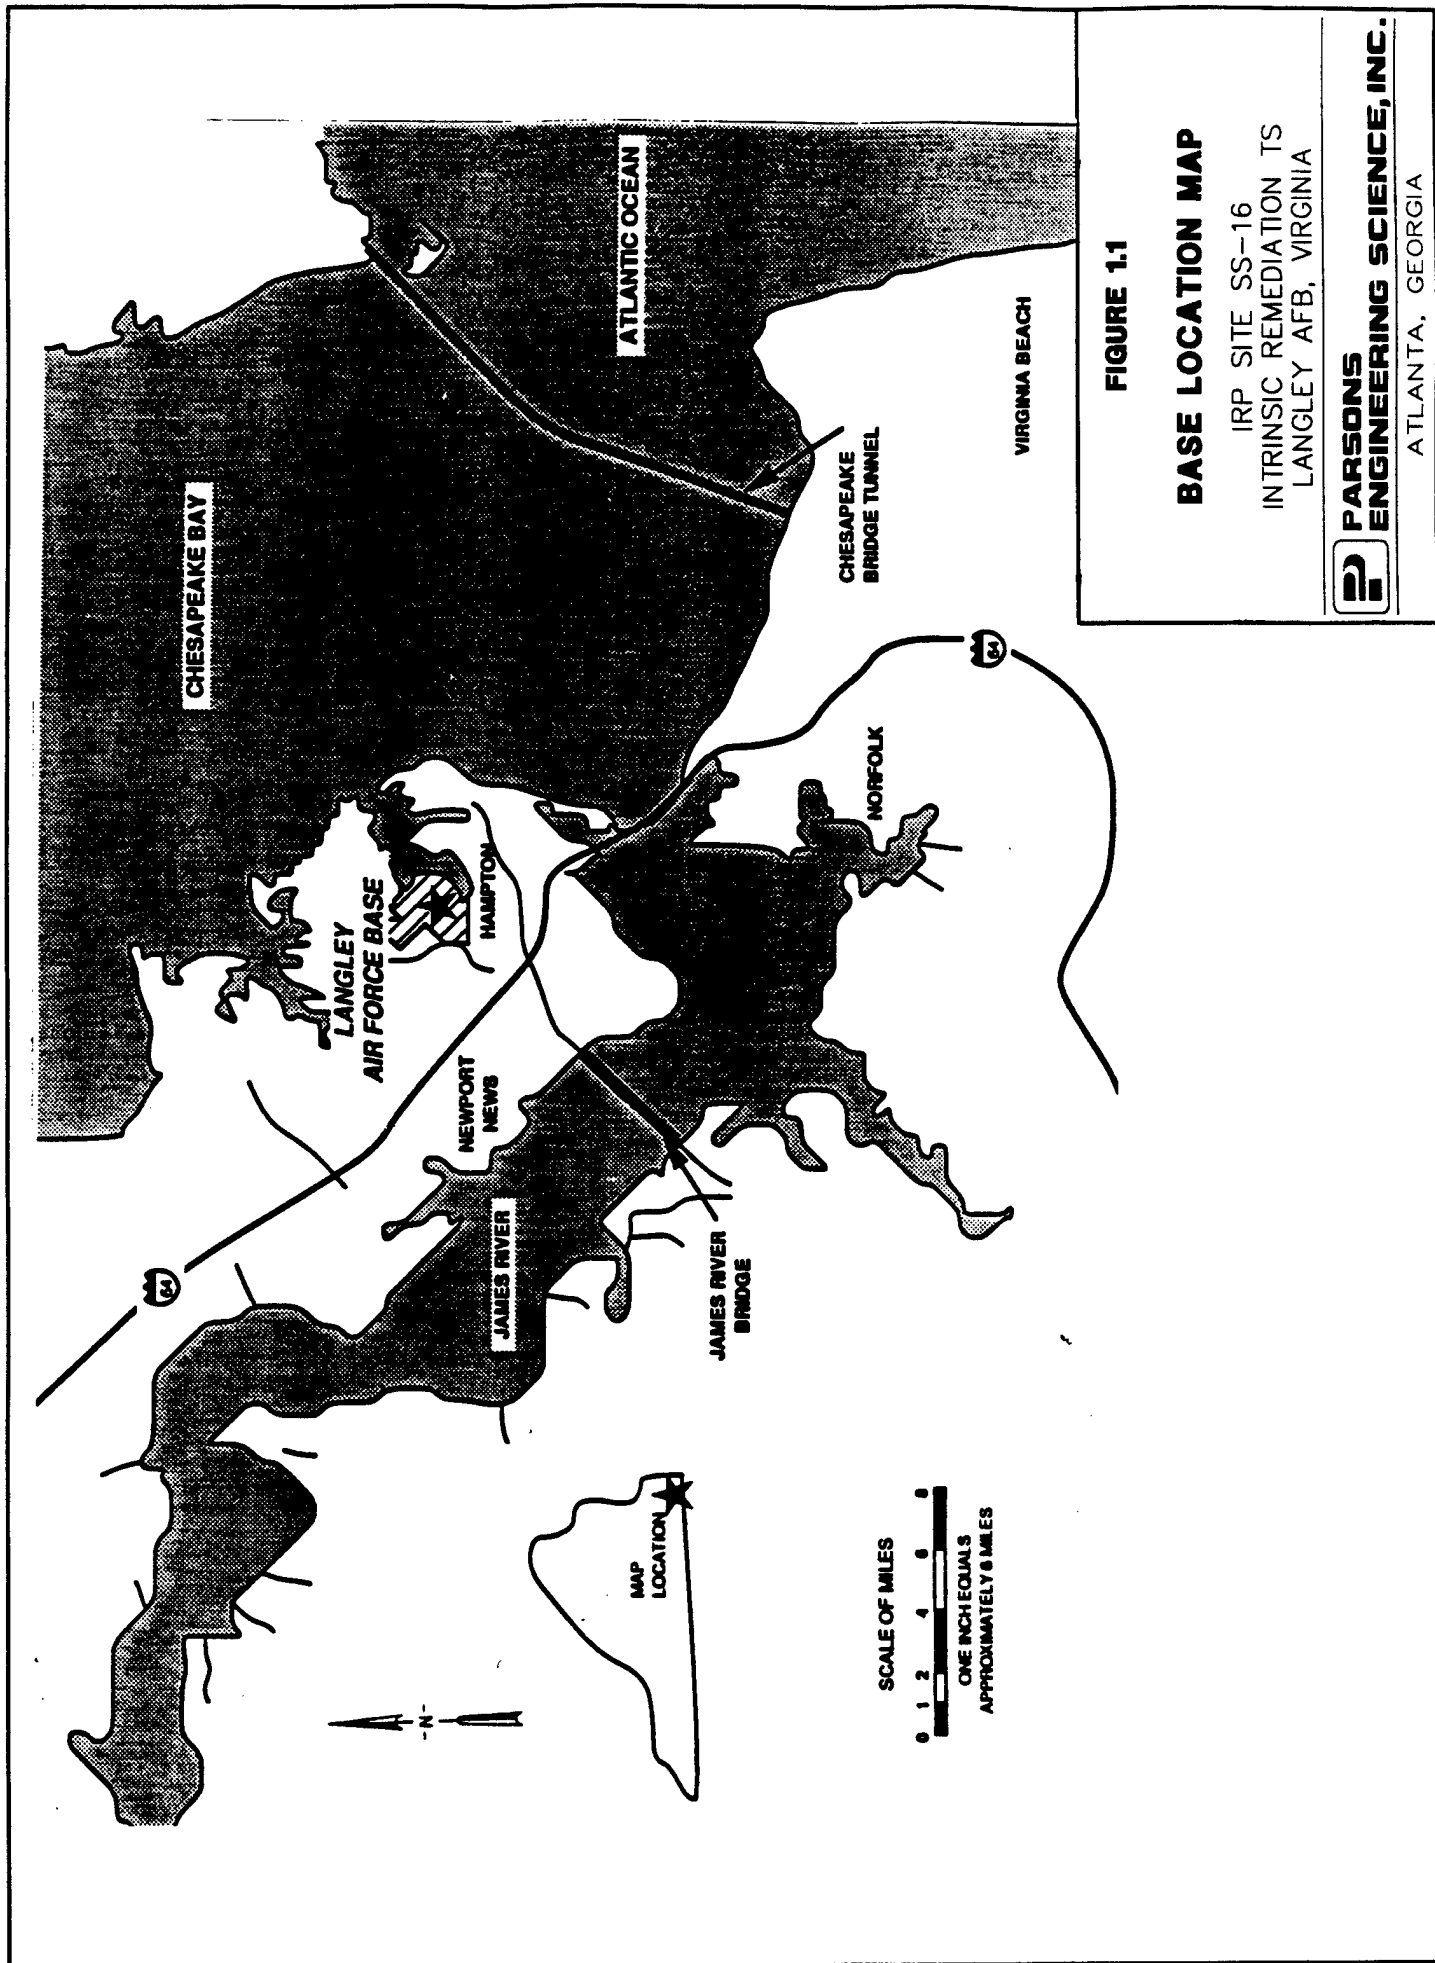 CHESAPEAKE BAY
ATLANTIC OCEAN
LANGLEY
AIR FORCE BASE
HAMPTON
NEWPORT
NEWS
64
JAMES RIVER
JAMES RIVER
BRIDGE
NORFOLK
64
CHESAPEAKE
BRIDGE TUNNEL
VIRGINIA BEACH
-N-
MAP
LOCATION
SCALE OF MILES
0 1 2 4 6 8
ONE INCH EQUALS
APPROXIMATELY 8 MILES
FIGURE 1.1
BASE LOCATION MAP
IRP SITE SS-16
INTRINSIC REMEDIATION TS
LANGLEY AFB, VIRGINIA
PARSONS
ENGINEERING SCIENCE, INC.
ATLANTA, GEORGIA